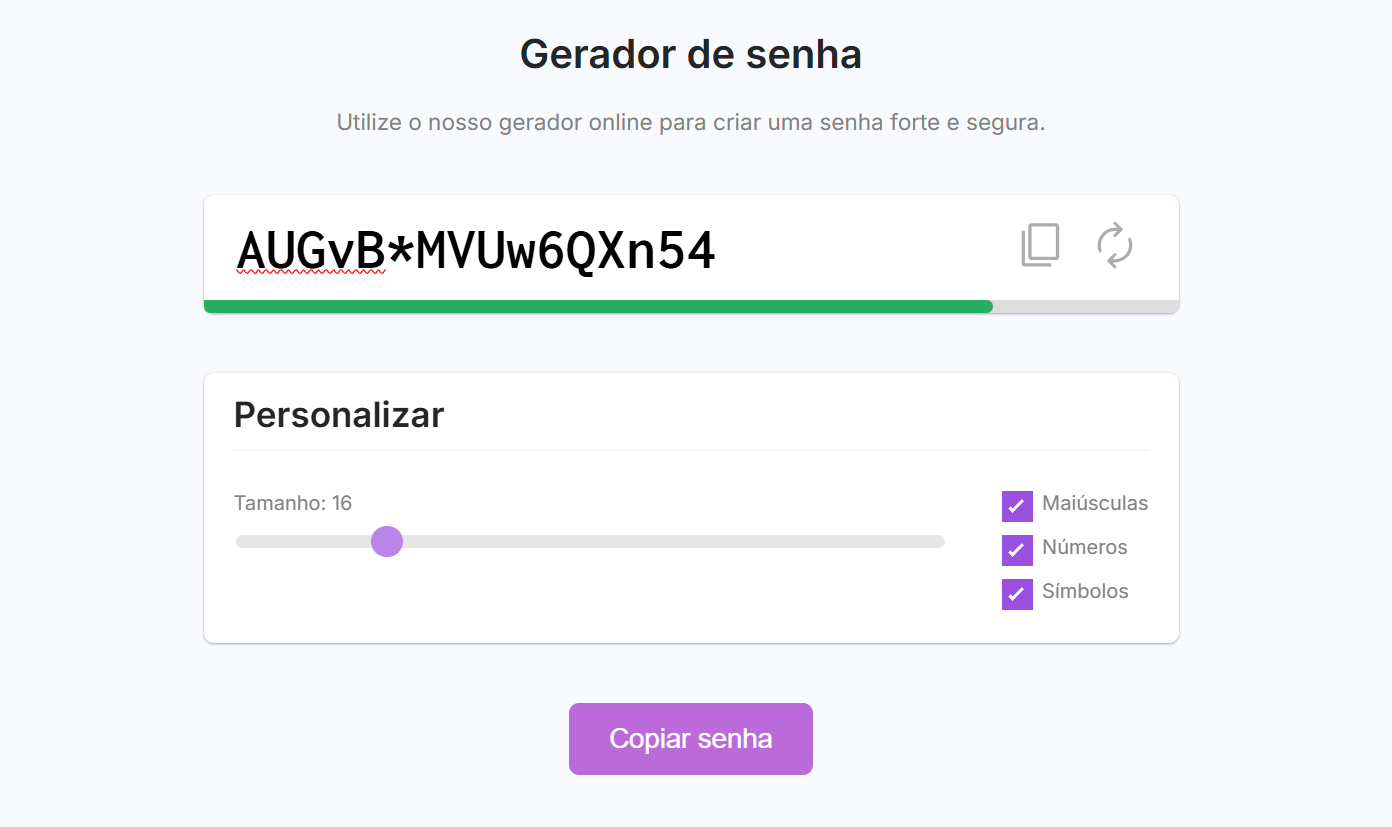 Gerador de senha
Utilize o nosso gerador online para criar uma senha forte e segura.
AUGvB*MVUw6QXn54
Personalizar
Tamanho: 16
Maiúsculas
Números
Símbolos
Copiar senha